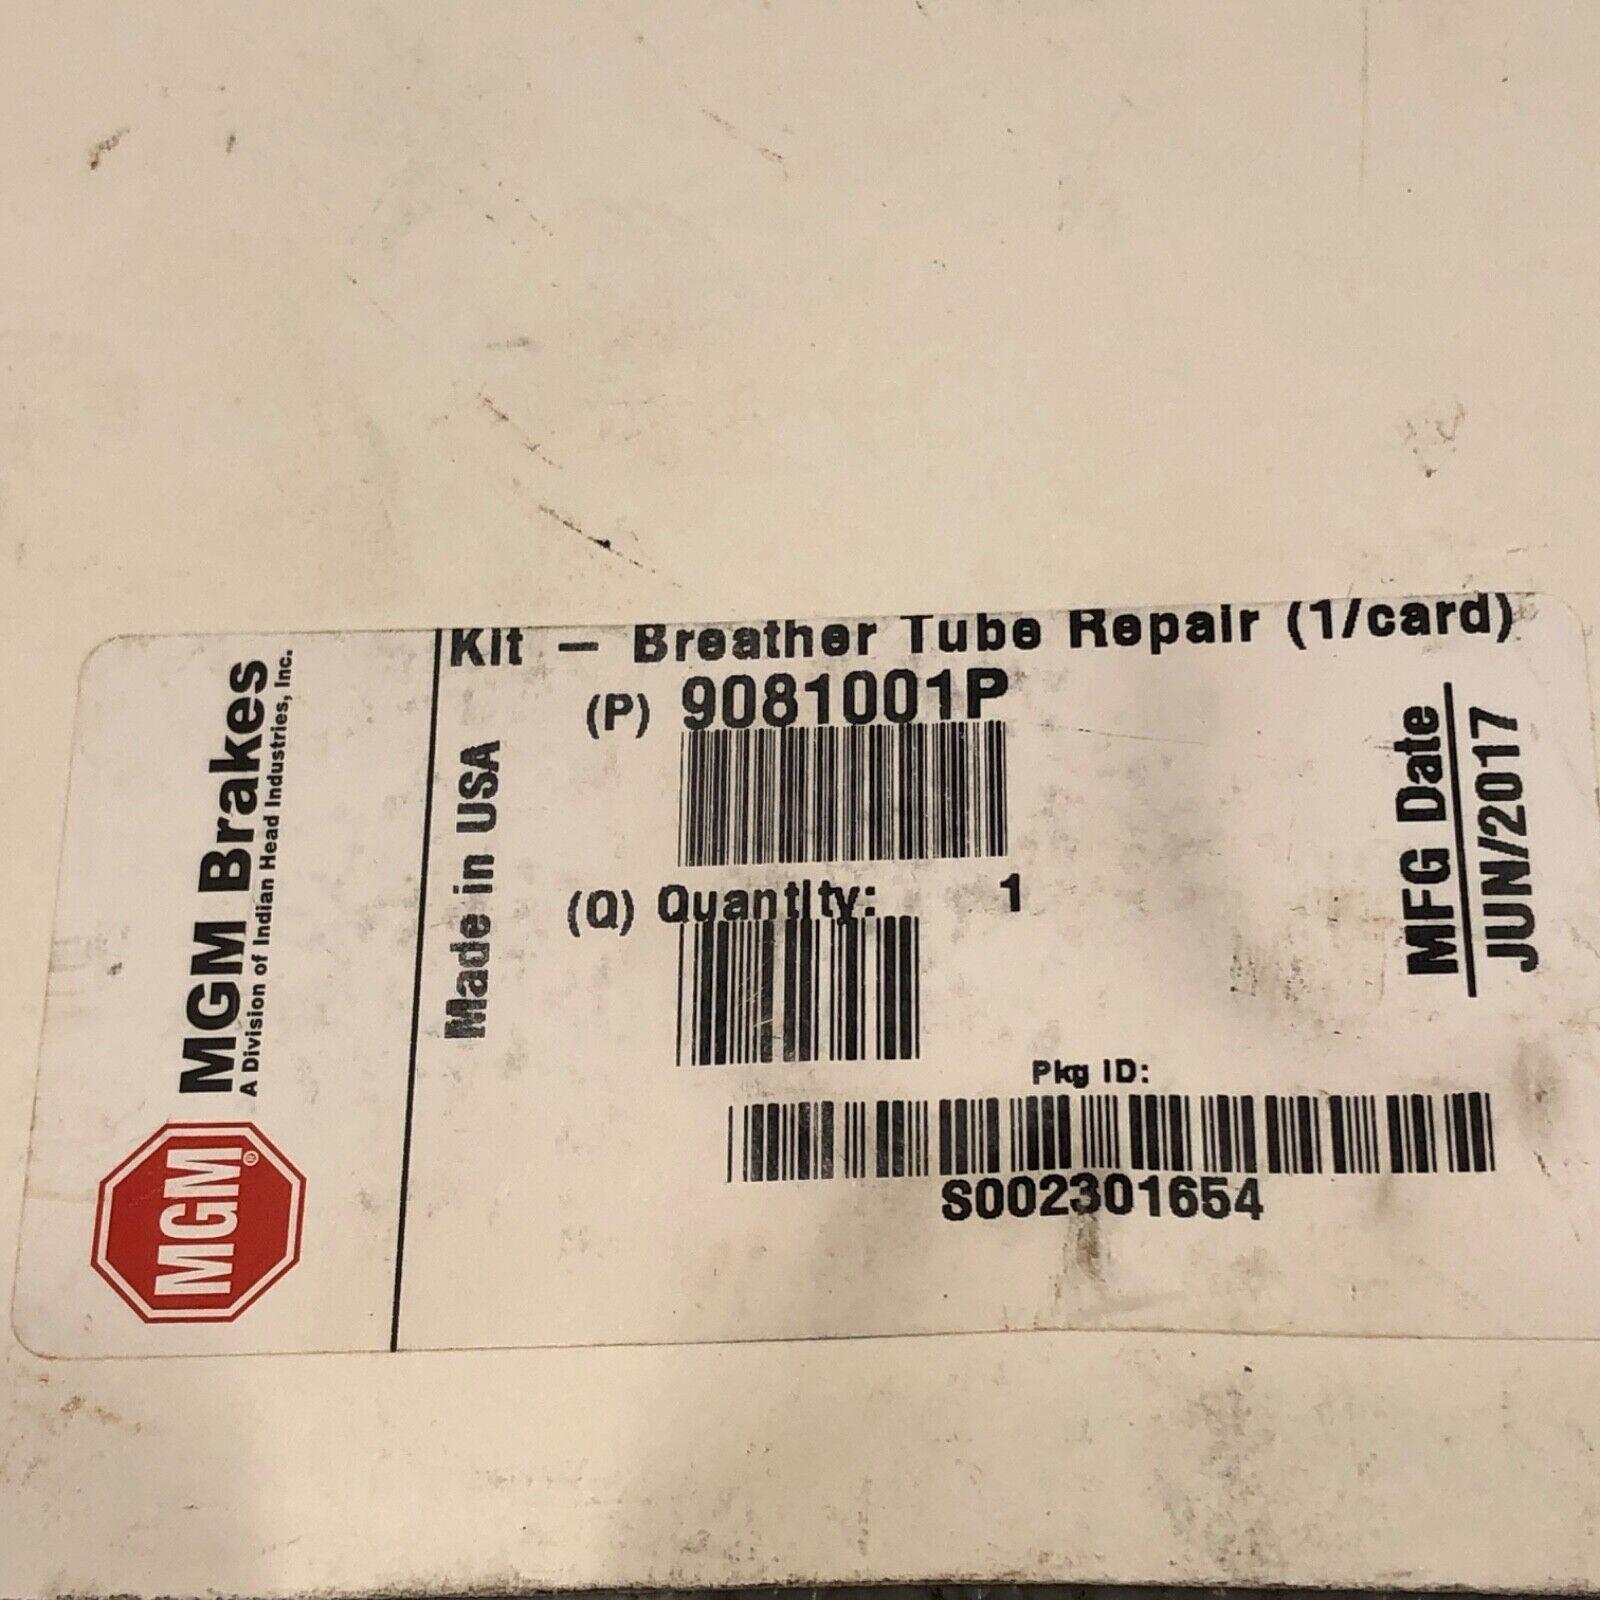 MGM®
MGM Brakes
A Division of Indian Head Industries, Inc.
Kit - Breather Tube Repair (1/card)
(P) 9081001P
Made in USA
(Q) Quantity: 1
MFG Date
JUN/2017
Pkg ID:
S002301654